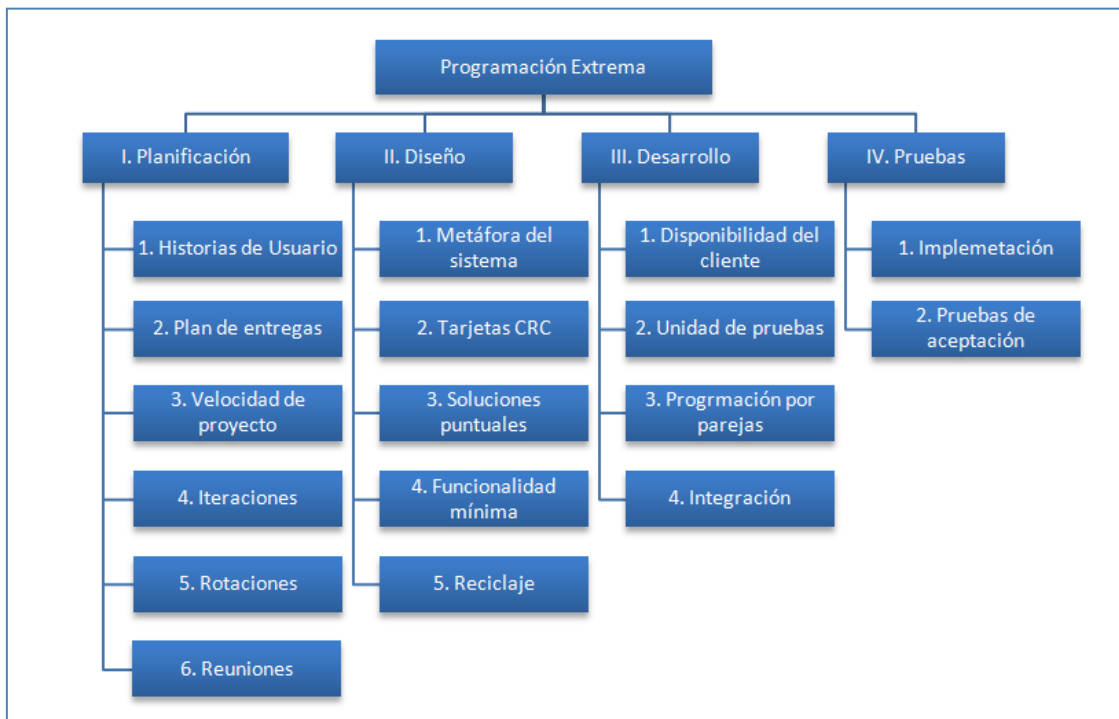 Programación Extrema
I. Planificación
II. Diseño
III. Desarrollo
IV. Pruebas
1. Historias de Usuario
2. Plan de entregas
3. Velocidad de
proyecto
4. Iteraciones
5. Rotaciones
6. Reuniones
1. Metáfora del
sistema
2. Tarjetas CRC
3. Soluciones
puntuales
4. Funcionalidad
mínima
5. Reciclaje
1. Disponibilidad del
cliente
2. Unidad de pruebas
3. Progrmación por
parejas
4. Integración
1. Implemetación
2. Pruebas de
aceptación